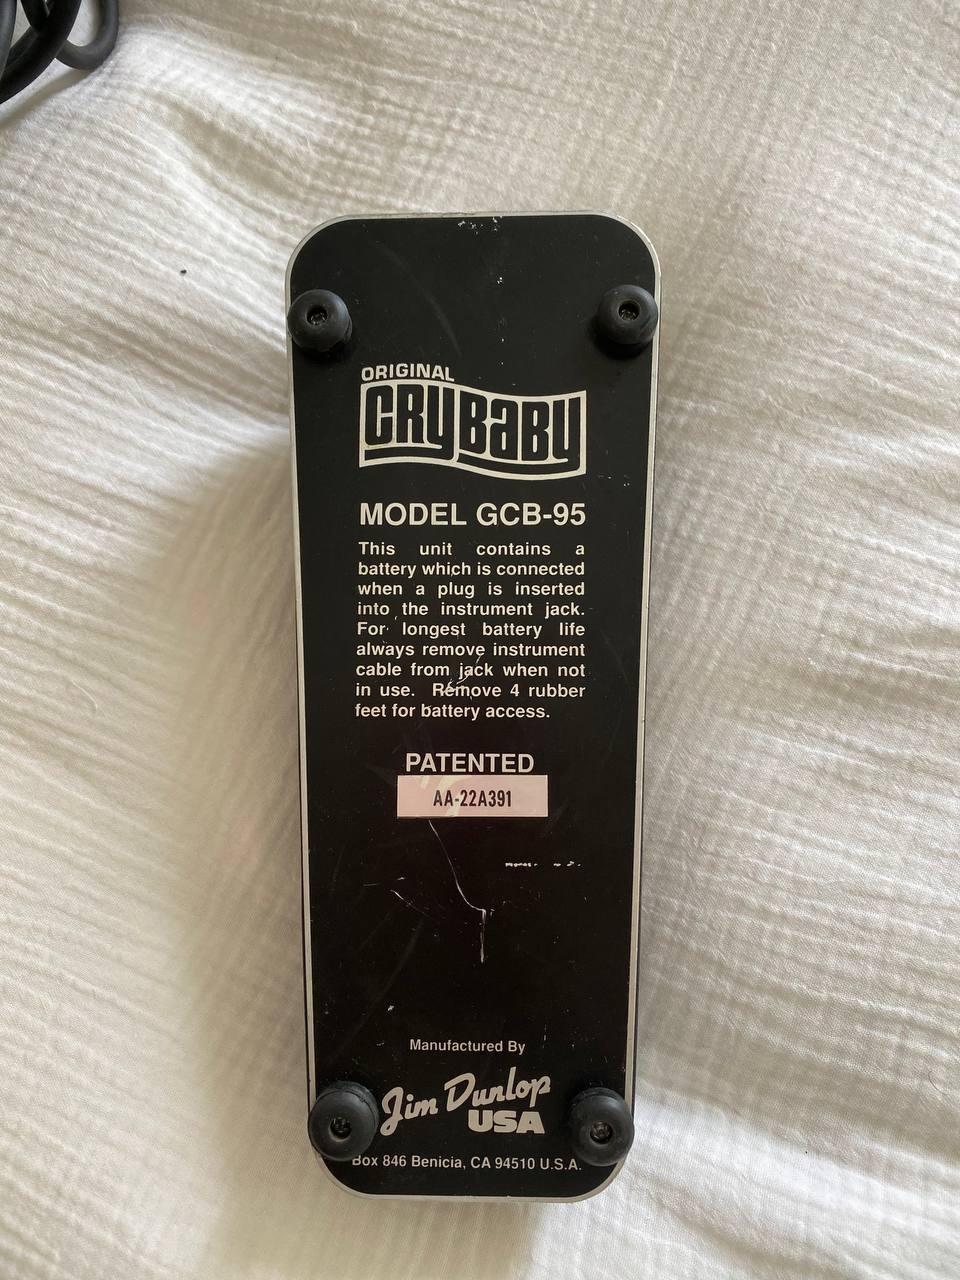 ORIGINAL
CRYBABY
MODEL GCB-95
This unit contains a
battery which is connected
when a plug is inserted
into the instrument jack.
For longest battery life
always remove instrument
cable from jack when not
in use. Remove 4 rubber
feet for battery access.
PATENTED
AA-22A391
Manufactured By
Jim Dunlop
USA
Box 846 Benicia, CA 94510 U.S.A.